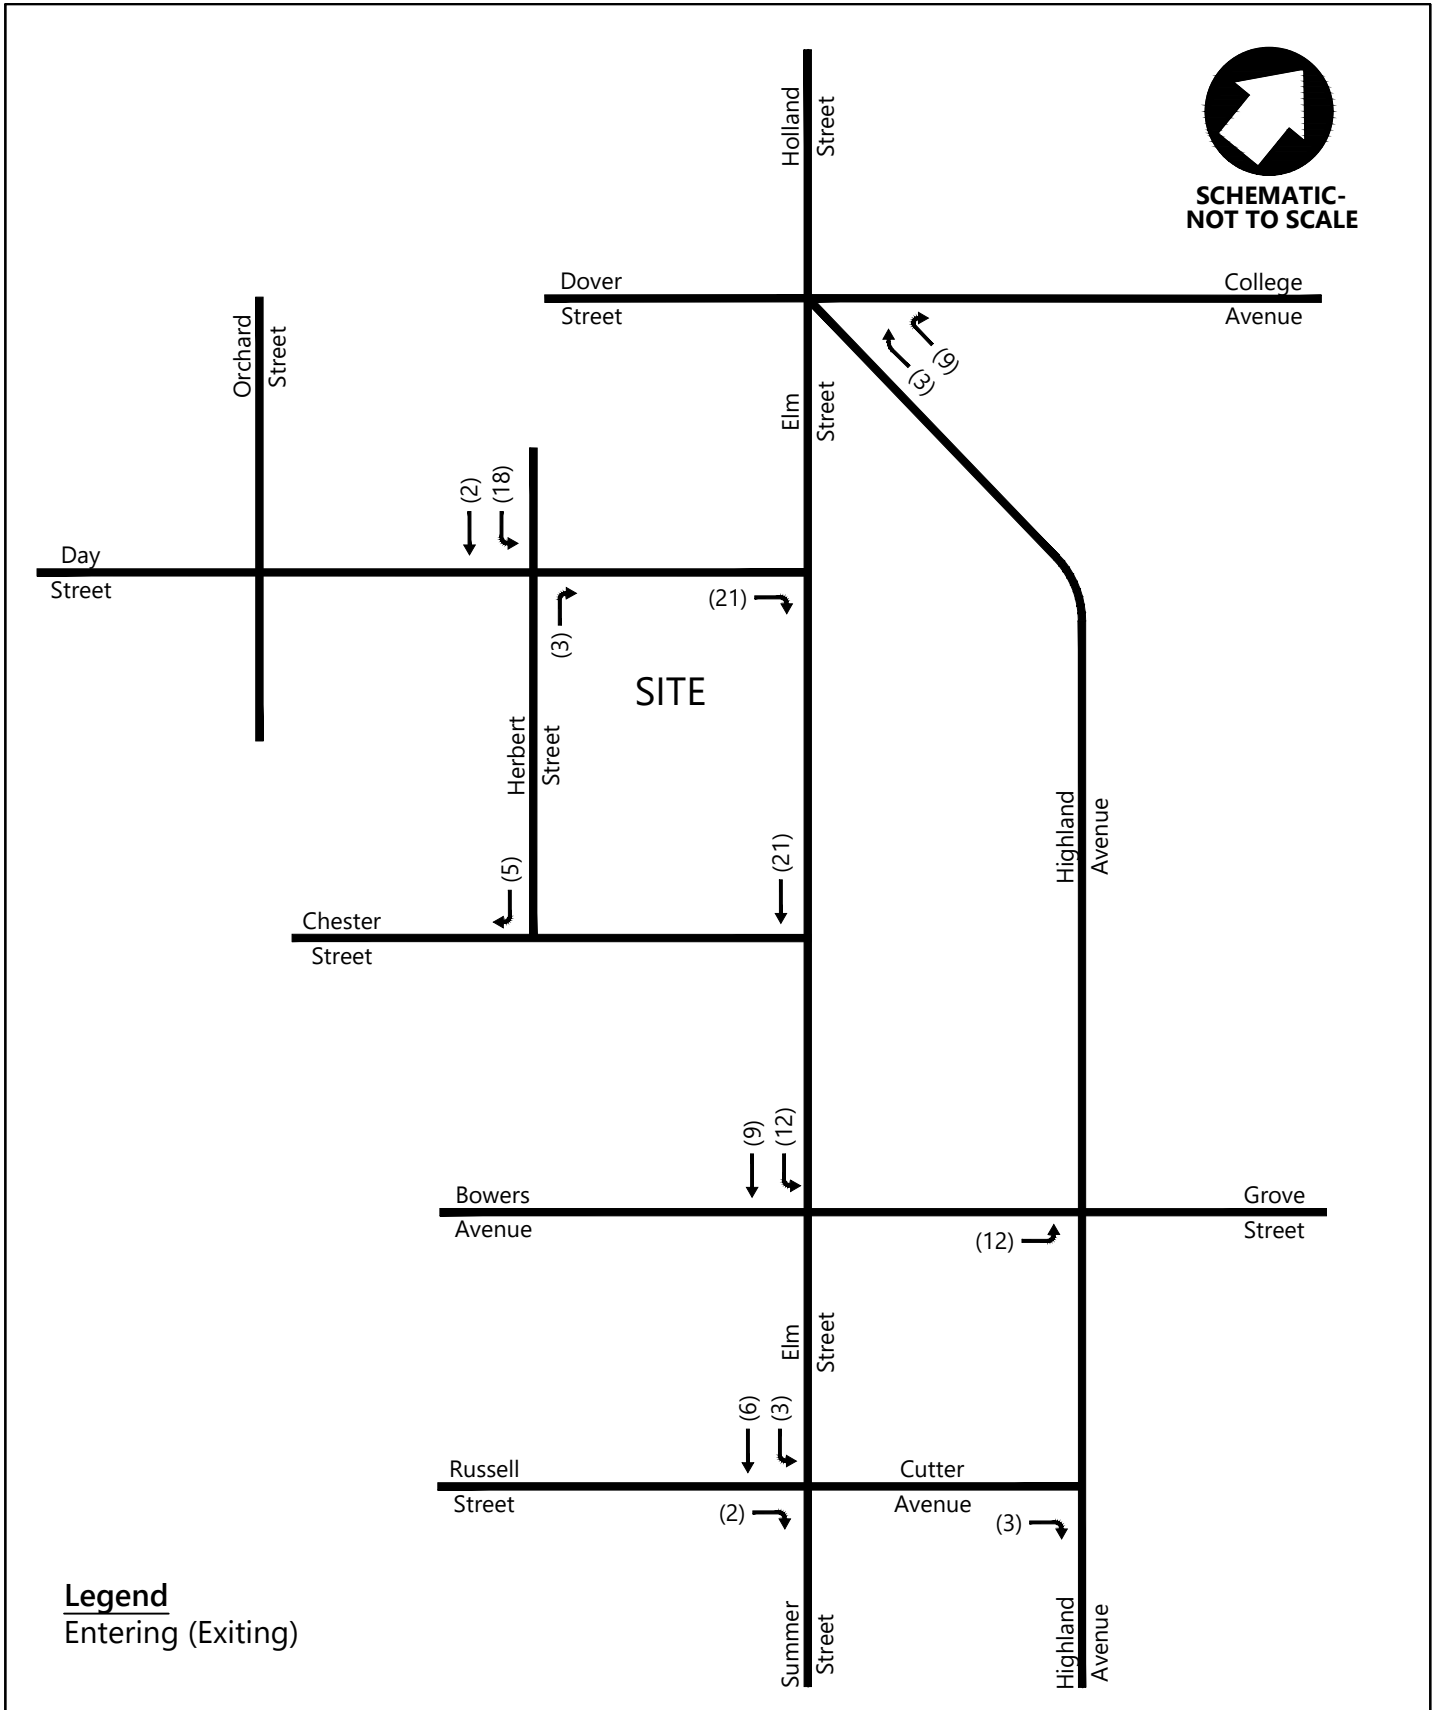 Holland
Street
SCHEMATIC-
NOT TO SCALE
Dover
Street
College
Avenue
Orchard
Street
(9)
(3)
Elm
Street
(2)
(18)
Day
Street
(21)
(3)
SITE
Herbert
Street
Highland
Avenue
(21)
(5)
Chester
Street
(9)
(12)
Bowers
Avenue
Grove
Street
(12)
Elm
Street
(6)
(3)
Russell
Street
Cutter
Avenue
(2)
(3)
Legend
Entering (Exiting)
Summer
Street
Highland
Avenue